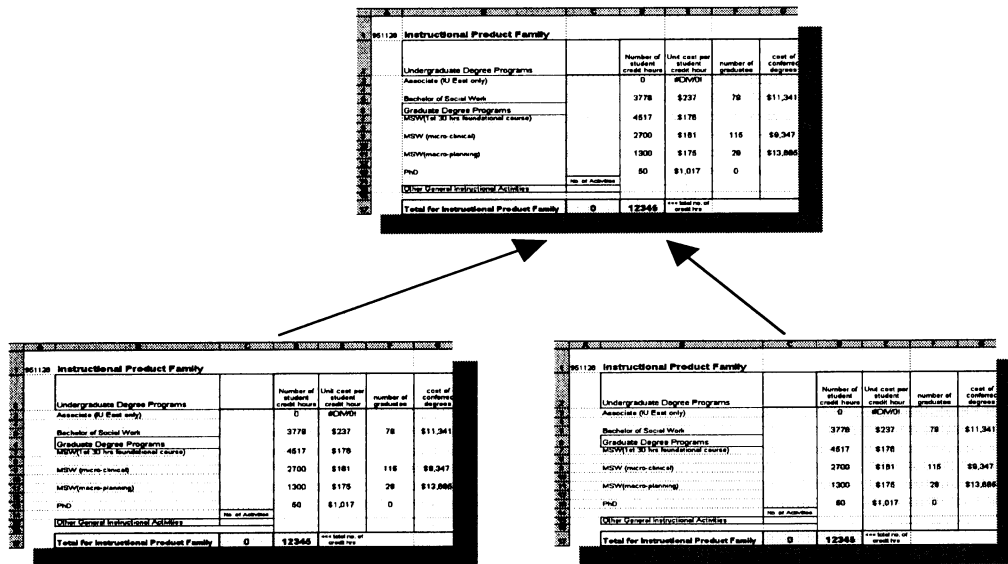 951128 Instructional Product Family
Undergraduate Degree Programs Number of student credit hours Unit cost per student credit hour number of graduates cost of conferred degrees
Associate (IU East only) 0 #DIV/0!
Bachelor of Social Work 3778 $237 78 $11,341
Graduate Degree Programs
MSW(1st 30 hrs foundational course) 4517 $176
MSW (micro-clinical) 2700 $181 115 $9,347
MSW(macro-planning) 1300 $175 29
PhD 50 $1,017 0
No. of Activities
Other General Instructional Activities
Total for Instructional Product Family 0 12345 <== total no. of credit hrs
951128 Instructional Product Family
Undergraduate Degree Programs Number of student credit hours Unit cost per student credit hour number of graduates cost of conferred degrees
Associate (IU East only) 0 #DIV/0!
Bachelor of Social Work 3778 $237 78 $11,341
Graduate Degree Programs
MSW(1st 30 hrs foundational course) 4517 $176
MSW (micro-clinical) 2700 $181 115 $9,347
MSW(macro-planning) 1300 $175 29
PhD 50 $1,017 0
No. of Activities
Other General Instructional Activities
Total for Instructional Product Family 0 12345 <== total no. of credit hrs
951128 Instructional Product Family
Undergraduate Degree Programs Number of student credit hours Unit cost per student credit hour number of graduates cost of conferred degrees
Associate (IU East only) 0 #DIV/0!
Bachelor of Social Work 3778 $237 78 $11,341
Graduate Degree Programs
MSW(1st 30 hrs foundational course) 4517 $176
MSW (micro-clinical) 2700 $181 115 $9,347
MSW(macro-planning) 1300 $175 29
PhD 50 $1,017 0
No. of Activities
Other General Instructional Activities
Total for Instructional Product Family 0 12345 <== total no. of credit hrs